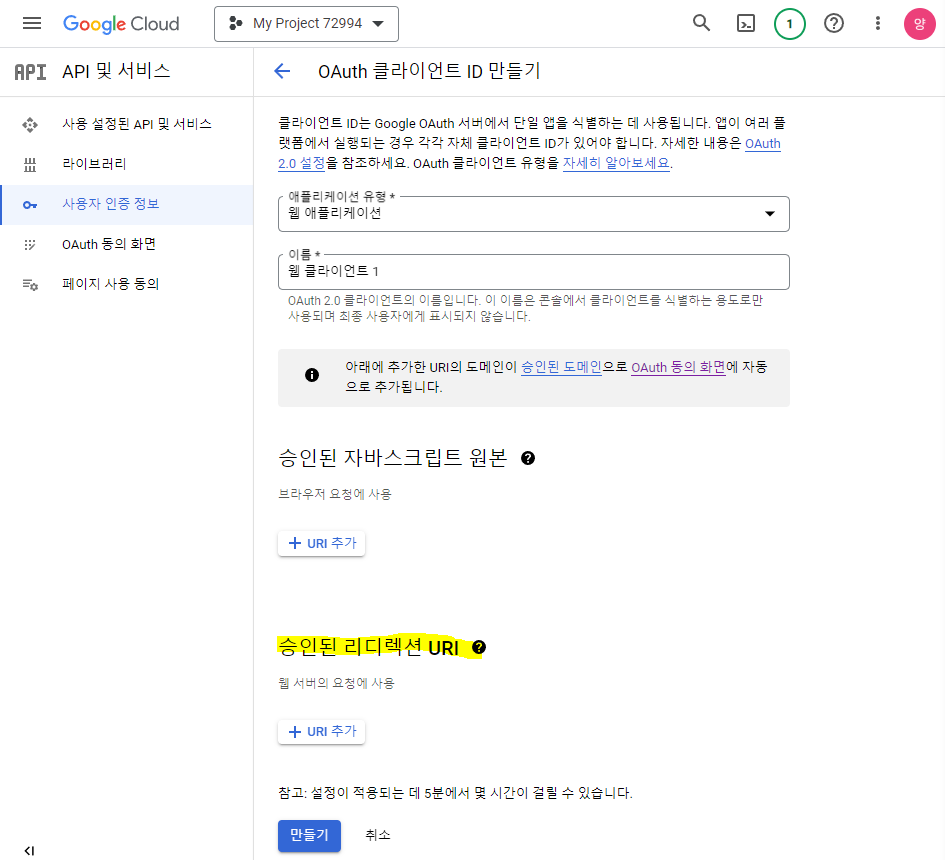 Google Cloud
My Project 72994
1
양
API API 및 서비스
OAuth 클라이언트 ID 만들기
사용 설정된 API 및 서비스
라이브러리
사용자 인증 정보
OAuth 동의 화면
페이지 사용 동의
클라이언트 ID는 Google OAuth 서버에서 단일 앱을 식별하는 데 사용됩니다. 앱이 여러 플
랫폼에서 실행되는 경우 각각 자체 클라이언트 ID가 있어야 합니다. 자세한 내용은 OAuth
2.0 설정을 참조하세요. OAuth 클라이언트 유형을 자세히 알아보세요.
애플리케이션 유형 *
웹 애플리케이션
이름 *
웹 클라이언트 1
OAuth 2.0 클라이언트의 이름입니다. 이 이름은 콘솔에서 클라이언트를 식별하는 용도로만
사용되며 최종 사용자에게 표시되지 않습니다.
아래에 추가한 URI의 도메인이 승인된 도메인으로 OAuth 동의 화면에 자동
으로 추가됩니다.
승인된 자바스크립트 원본
브라우저 요청에 사용
+ URI 추가
승인된 리디렉션 URI
웹 서버의 요청에 사용
+ URI 추가
참고: 설정이 적용되는 데 5분에서 몇 시간이 걸릴 수 있습니다.
만들기
취소